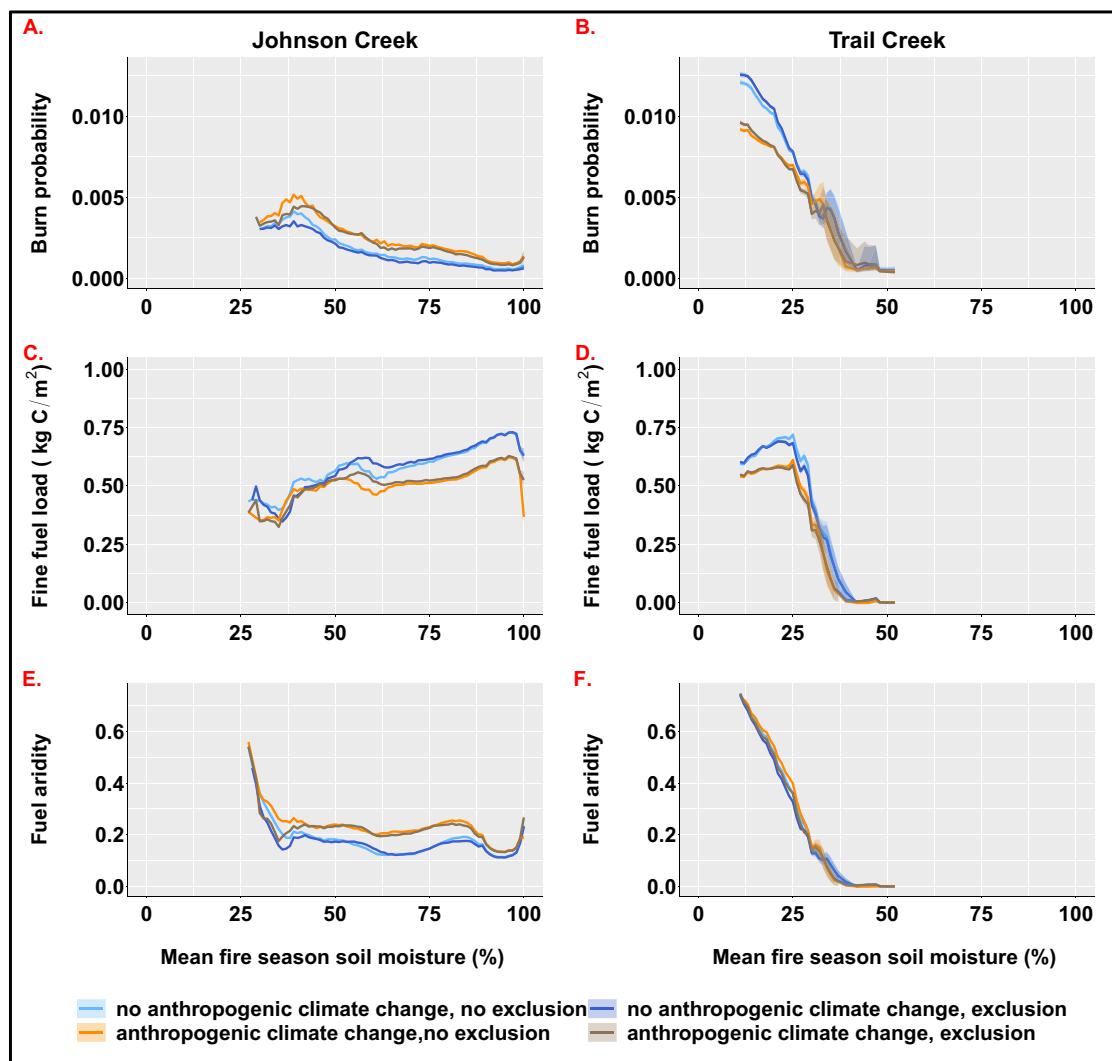 A.
Johnson Creek
B.
Trail Creek
Burn probability
0.010
0.005
0.000
0 25 50 75 100
Burn probability
0.010
0.005
0.000
0 25 50 75 100
C.
Fine fuel load ( kg C/m²)
1.00
0.75
0.50
0.25
0.00
0 25 50 75 100
D.
Fine fuel load ( kg C/m²)
1.00
0.75
0.50
0.25
0.00
0 25 50 75 100
E.
Fuel aridity
0.6
0.4
0.2
0.0
0 25 50 75 100
Mean fire season soil moisture (%)
F.
Fuel aridity
0.6
0.4
0.2
0.0
0 25 50 75 100
Mean fire season soil moisture (%)
no anthropogenic climate change, no exclusion
no anthropogenic climate change, exclusion
anthropogenic climate change,no exclusion
anthropogenic climate change, exclusion